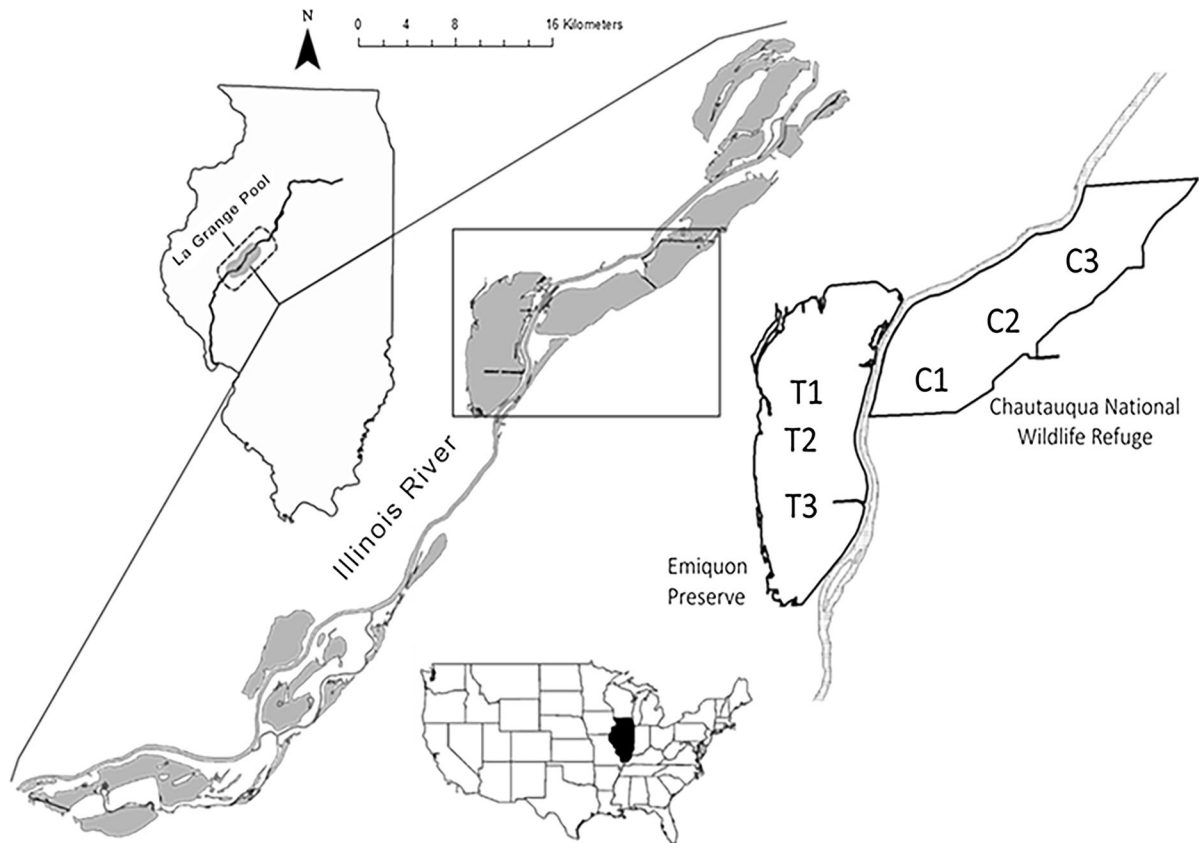 N
0 4 8 16 Kilometers
La Grange Pool
Illinois River
C3
C2
C1
Chautauqua National
Wildlife Refuge
T1
T2
T3
Emiquon
Preserve